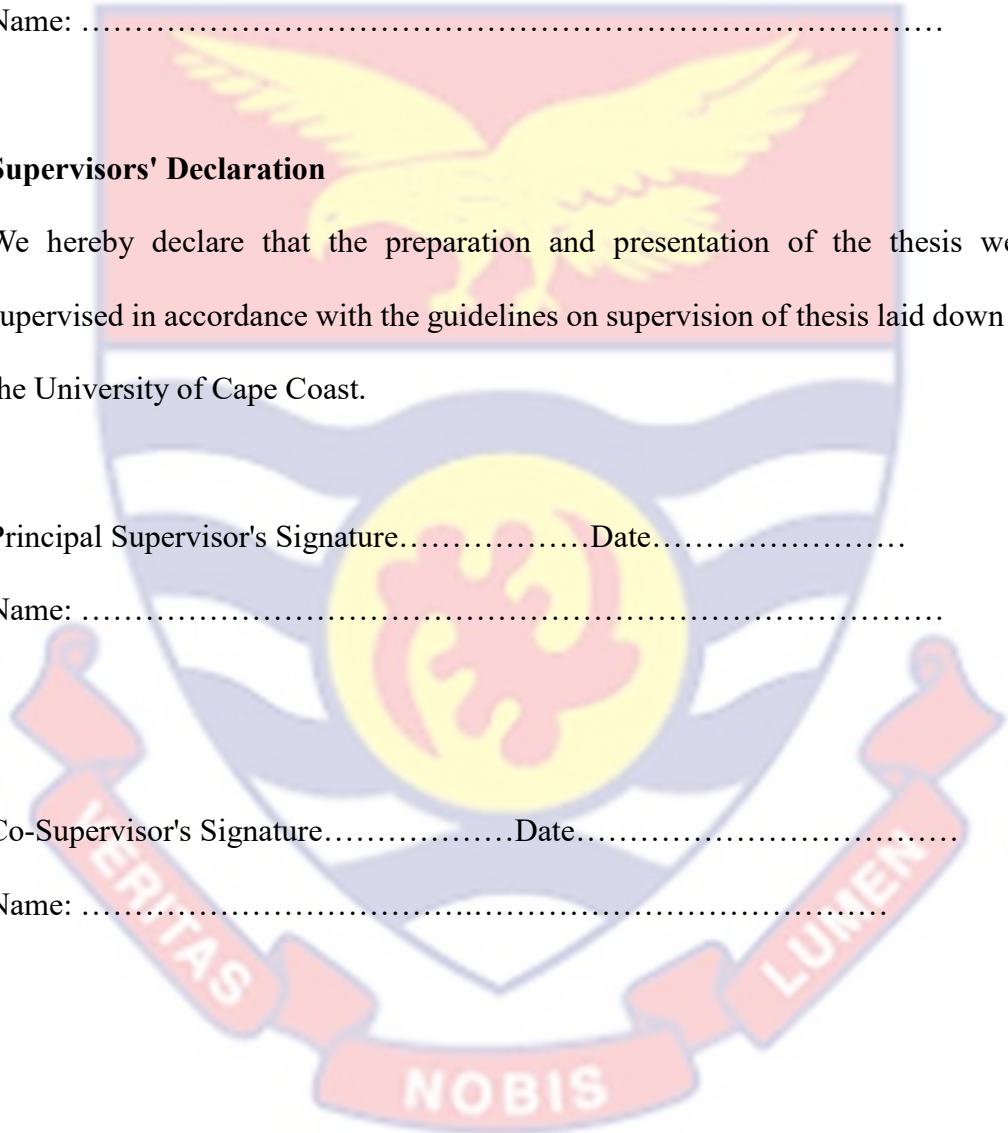 Name: ……………………………………………………………………
Supervisors' Declaration
We hereby declare that the preparation and presentation of the thesis we
supervised in accordance with the guidelines on supervision of thesis laid down
the University of Cape Coast.
Principal Supervisor's Signature………………Date……………………
Name: ……………………………………………………………………
Co-Supervisor's Signature………………Date………………………………
Name: ………………………………..…………………………………
VERITAS
NOBIS
LUMEN